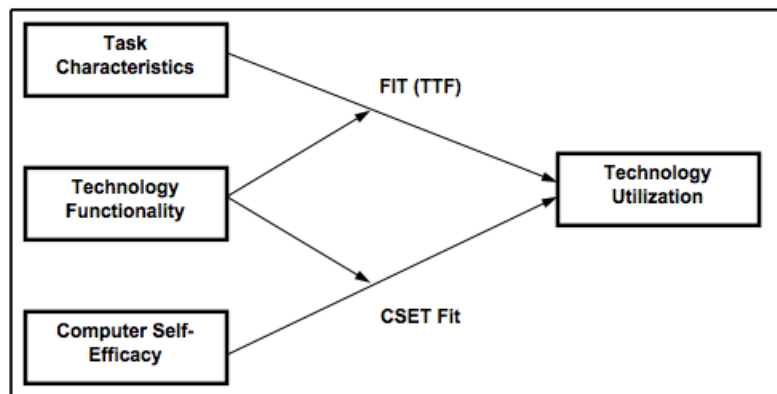 Task
Characteristics
FIT (TTF)
Technology
Functionality
Technology
Utilization
CSET Fit
Computer Self-
Efficacy